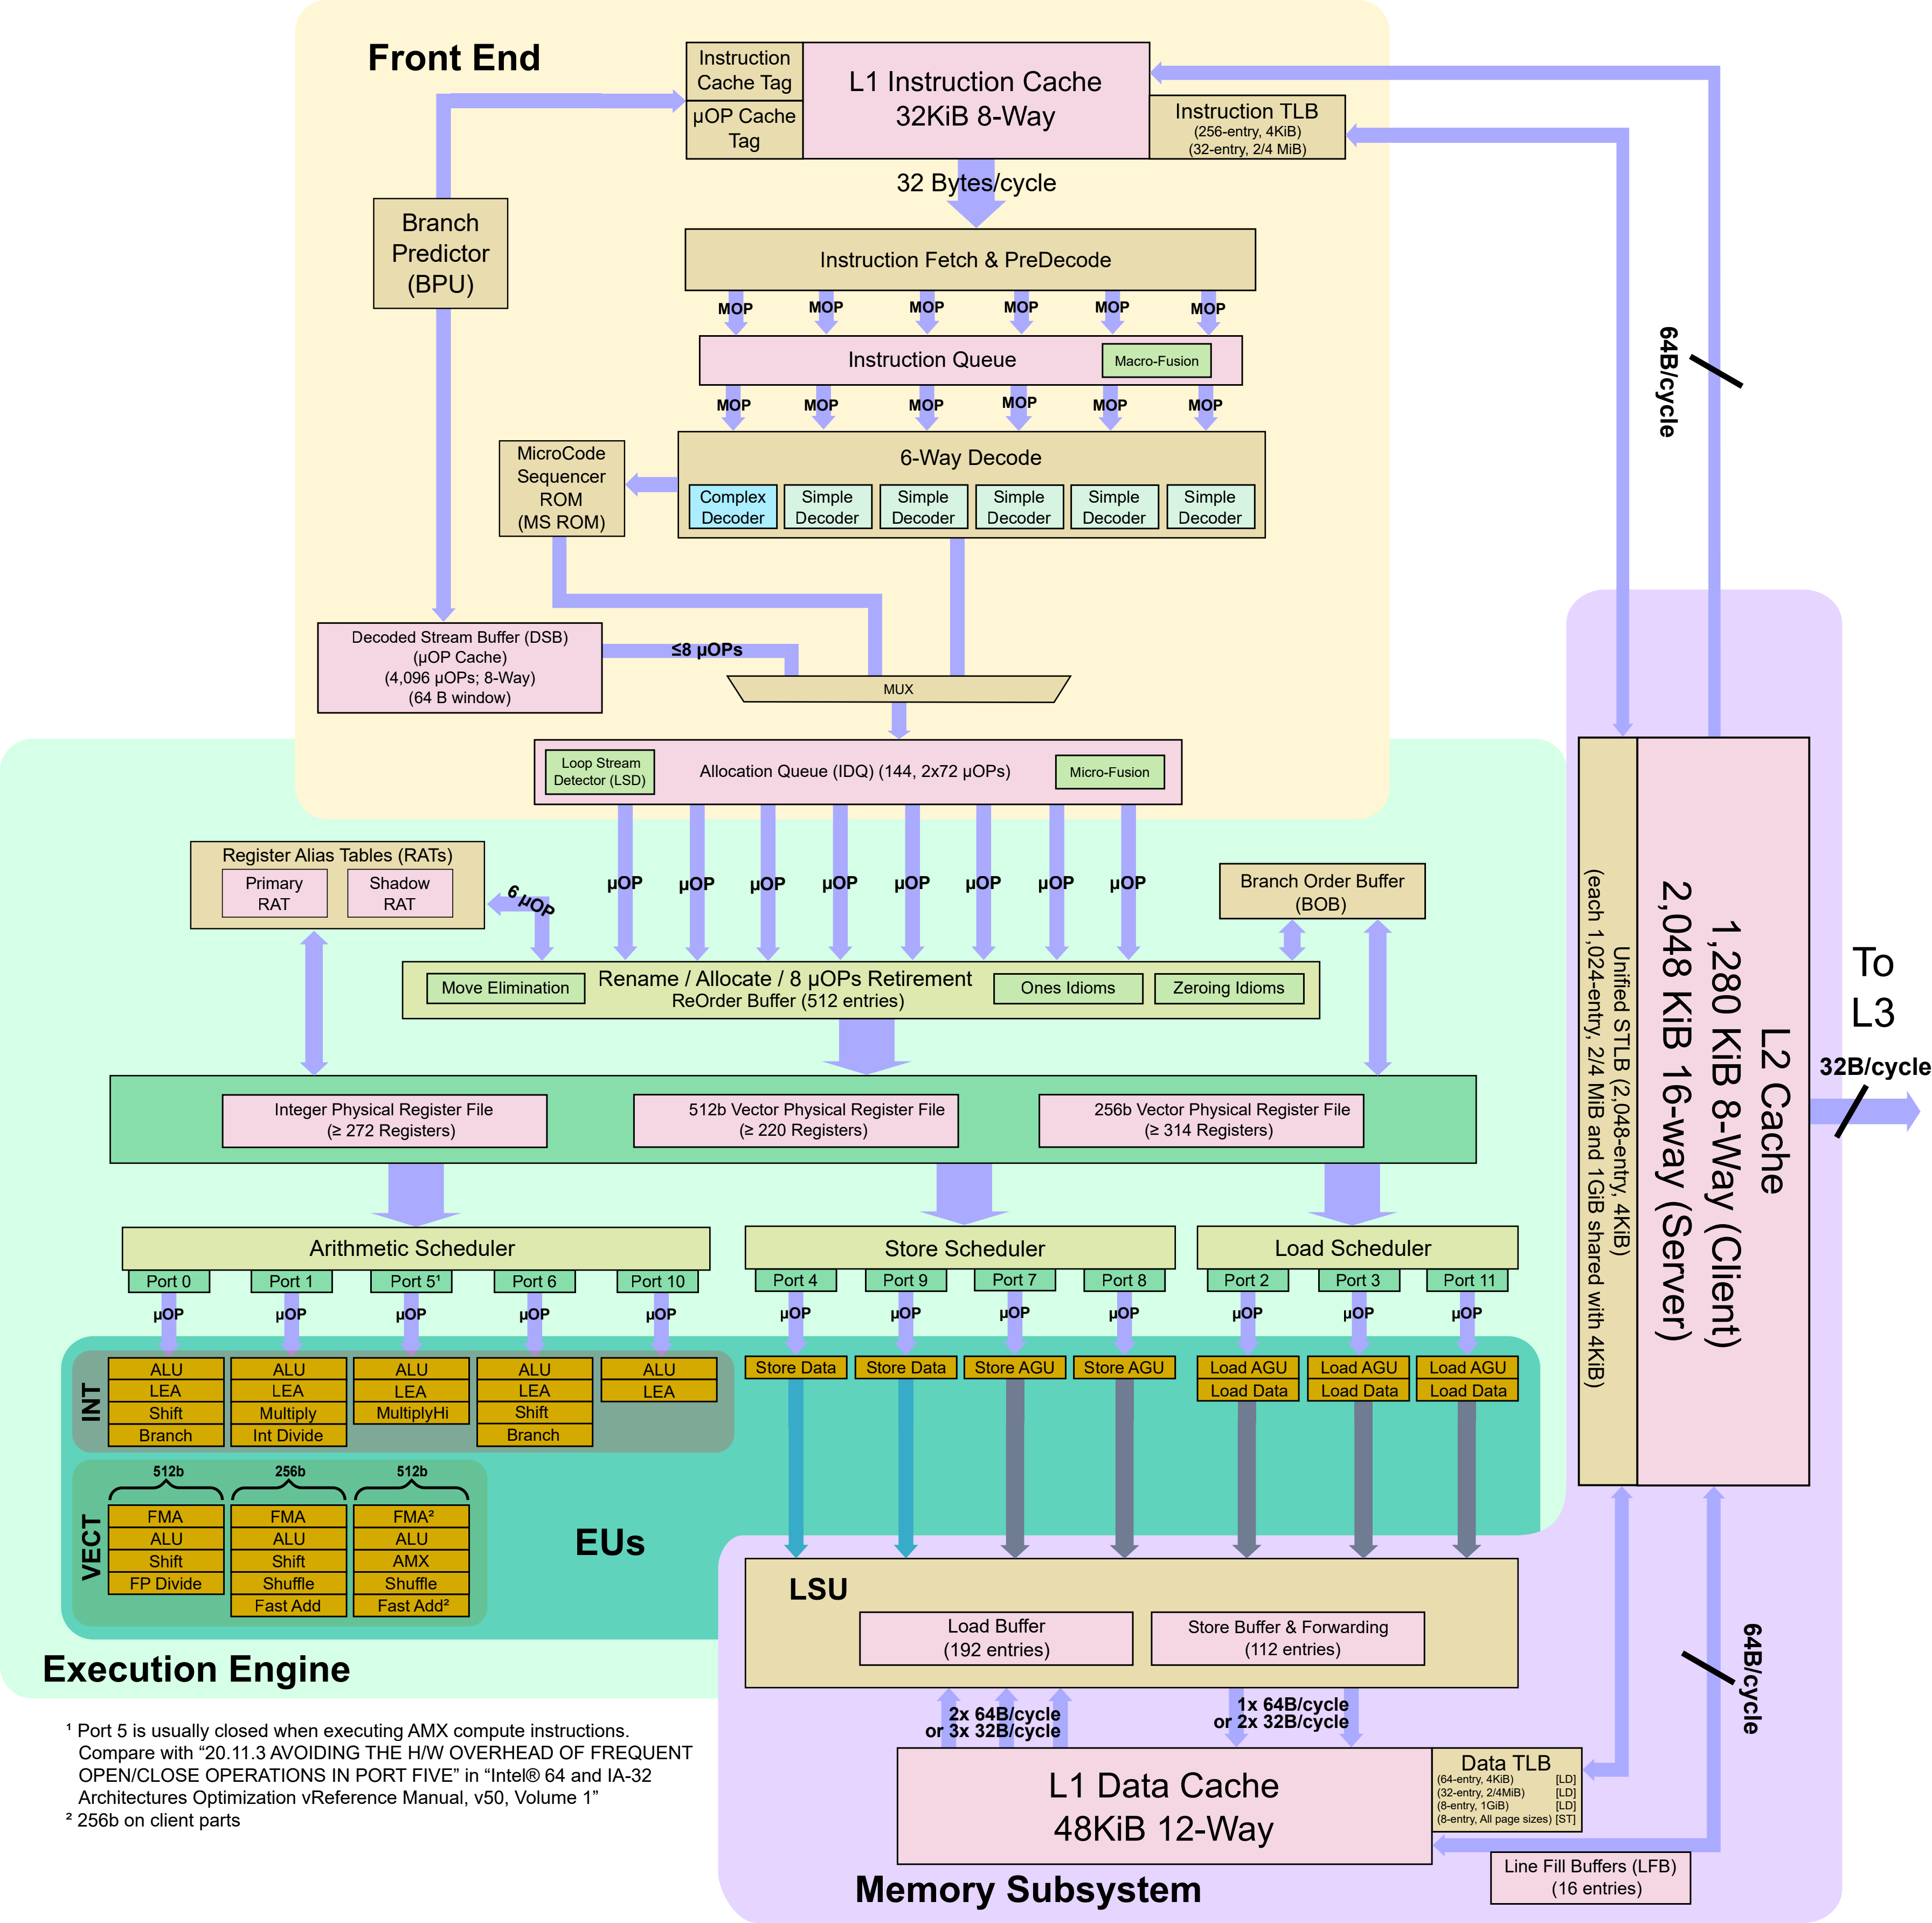 Front End
Instruction
Cache Tag
µOP Cache
Tag
L1 Instruction Cache
32KiB 8-Way
Instruction TLB
(256-entry, 4KiB)
(32-entry, 2/4 MiB)
32 Bytes/cycle
Branch
Predictor
(BPU)
Instruction Fetch & PreDecode
MOP
MOP
MOP
MOP
MOP
MOP
Instruction Queue
Macro-Fusion
MOP
MOP
MOP
MOP
MOP
MOP
64B/cycle
6-Way Decode
Complex
Decoder
Simple
Decoder
Simple
Decoder
Simple
Decoder
Simple
Decoder
Simple
Decoder
MicroCode
Sequencer
ROM
(MS ROM)
Decoded Stream Buffer (DSB)
(µOP Cache)
(4,096 µOPs; 8-Way)
(64 B window)
≤8 µOPs
MUX
Loop Stream
Detector (LSD)
Allocation Queue (IDQ) (144, 2x72 µOPs)
Micro-Fusion
Register Alias Tables (RATs)
Primary
RAT
Shadow
RAT
6 µOP
µOP
µOP
µOP
µOP
µOP
µOP
µOP
µOP
Branch Order Buffer
(BOB)
Move Elimination
Rename / Allocate / 8 µOPs Retirement
ReOrder Buffer (512 entries)
Ones Idioms
Zeroing Idioms
Integer Physical Register File
(≥ 272 Registers)
512b Vector Physical Register File
(≥ 220 Registers)
256b Vector Physical Register File
(≥ 314 Registers)
Unified STLB (2,048-entry, 4KiB)
(each 1,024-entry, 2/4 MiB and 1GiB shared with 4KiB)
L2 Cache
1,280 KiB 8-Way (Client)
2,048 KiB 16-way (Server)
To
L3
32B/cycle
Arithmetic Scheduler
Port 0
Port 1
Port 5¹
Port 6
Port 10
µOP
µOP
µOP
µOP
µOP
Store Scheduler
Port 4
Port 9
Port 7
Port 8
µOP
µOP
µOP
µOP
Load Scheduler
Port 2
Port 3
Port 11
µOP
µOP
µOP
INT
ALU
LEA
Shift
Branch
ALU
LEA
Multiply
Int Divide
ALU
LEA
MultiplyHi
ALU
LEA
Shift
Branch
ALU
LEA
Store Data
Store Data
Store AGU
Store AGU
Load AGU
Load Data
Load AGU
Load Data
Load AGU
Load Data
VECT
512b
FMA
ALU
Shift
FP Divide
256b
FMA
ALU
Shift
Shuffle
Fast Add
512b
FMA²
ALU
AMX
Shuffle
Fast Add²
EUs
Execution Engine
LSU
Load Buffer
(192 entries)
Store Buffer & Forwarding
(112 entries)
2x 64B/cycle
or 3x 32B/cycle
1x 64B/cycle
or 2x 32B/cycle
64B/cycle
L1 Data Cache
48KiB 12-Way
Data TLB
(64-entry, 4KiB) [LD]
(32-entry, 2/4MiB) [LD]
(8-entry, 1GiB) [LD]
(8-entry, All page sizes) [ST]
Line Fill Buffers (LFB)
(16 entries)
Memory Subsystem
¹ Port 5 is usually closed when executing AMX compute instructions.
Compare with “20.11.3 AVOIDING THE H/W OVERHEAD OF FREQUENT
OPEN/CLOSE OPERATIONS IN PORT FIVE” in “Intel® 64 and IA-32
Architectures Optimization vReference Manual, v50, Volume 1”
² 256b on client parts